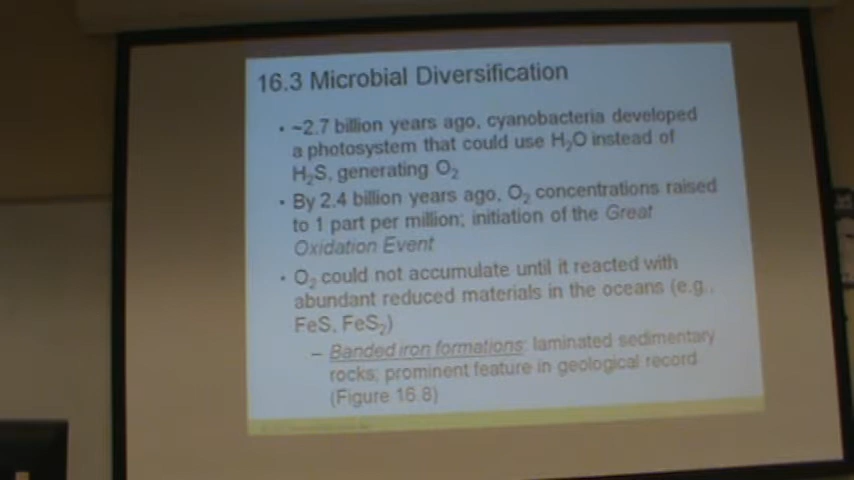 16.3 Microbial Diversification
• ~2.7 billion years ago, cyanobacteria developed
a photosystem that could use H₂O instead of
H₂S, generating O₂
• By 2.4 billion years ago, O₂ concentrations raised
to 1 part per million; initiation of the Great
Oxidation Event
• O₂ could not accumulate until it reacted with
abundant reduced materials in the oceans (e.g.,
FeS, FeS₂)
– Banded iron formations: laminated sedimentary
rocks; prominent feature in geological record
(Figure 16.8)